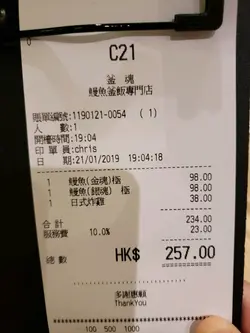 C21
釜 魂
鰻魚釜飯專門店
賬單編號:1190121-0054 ( 1)
人 數:1
開檯時間:19:04
印 單 員:chris
日 期:21/01/2019 19:04:18
1 鰻魚(金魂)極 98.00
1 鰻魚(銀魂) 極 98.00
1 日式炸雞 38.00
合計 234.00
服務費 10.0% 23.00
總 數 HK$ 257.00
多謝惠顧
ThankYou
100 500 1000